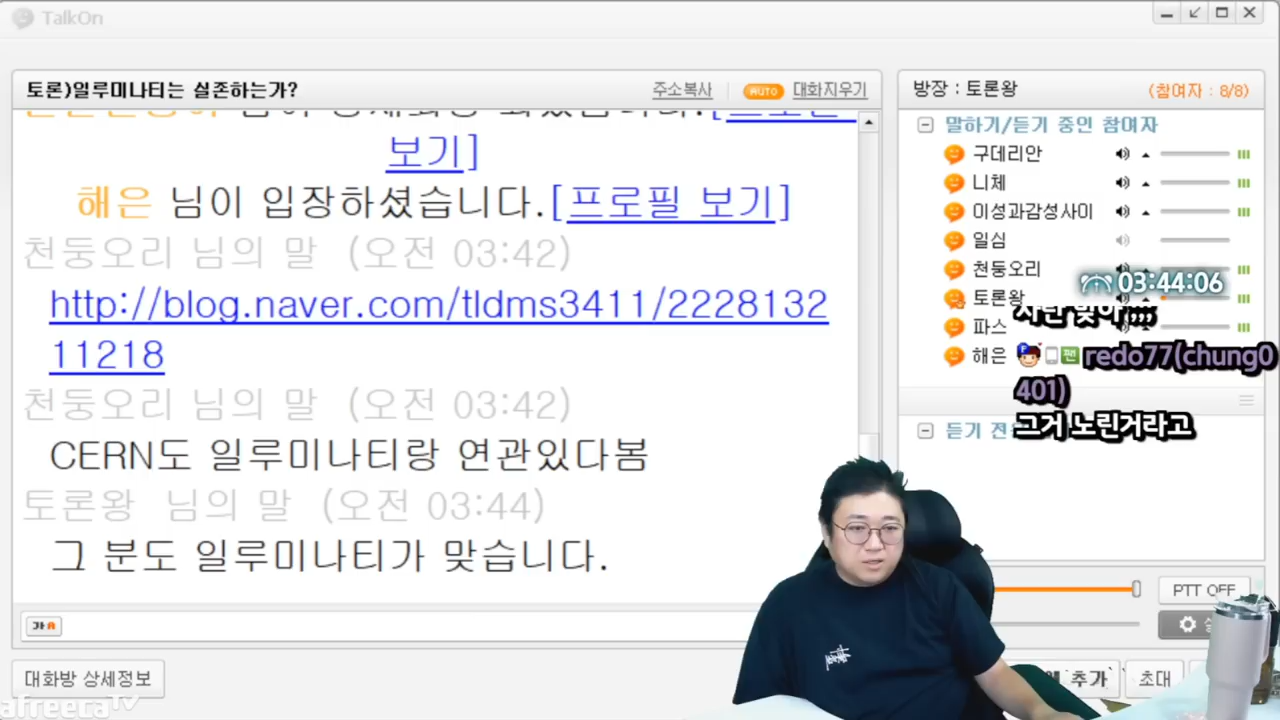 TalkOn
토론)일루미나티는 실존하는가?
주소복사
AUTO
대화지우기
보기]
해은 님이 입장하셨습니다.[프로필 보기]
천둥오리 님의 말 (오전 03:42)
http://blog.naver.com/tldms3411/2228132
11218
천둥오리 님의 말 (오전 03:42)
CERN도 일루미나티랑 연관있다봄
토론왕 님의 말 (오전 03:44)
그 분도 일루미나티가 맞습니다.
가
대화방 상세정보
afreecaTV
방장 : 토론왕
(참여자 : 8/8)
말하기/듣기 중인 참여자
구데리안
니체
이성과감성사이
일심
천둥오리
03:44:06
토론왕
파스
해은
팬 redo77(chung0
401)
그거 노린거라고
듣기
PTT OFF
추가
초대